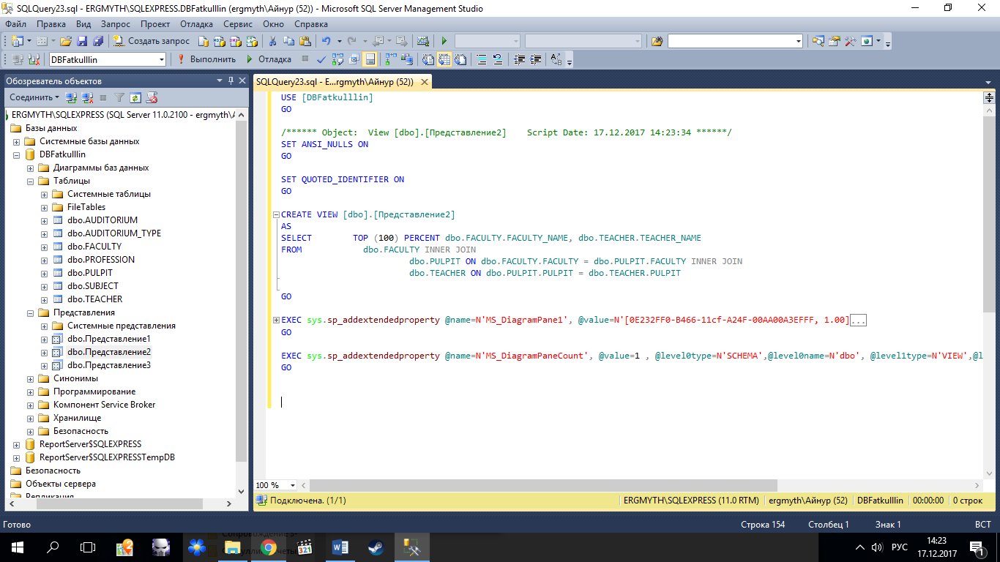 SQLQuery23.sql - ERGMYTH\SQLEXPRESS.DBFatkulllin (ergmyth\Айнур (52)) - Microsoft SQL Server Management Studio
Файл Правка Вид Запрос Проект Отладка Сервис Окно Справка
Создать запрос
DBFatkulllin Выполнить Отладка
Обозреватель объектов
Соединить
ERGMYTH\SQLEXPRESS (SQL Server 11.0.2100 - ergmyth\
Базы данных
Системные базы данных
DBFatkulllin
Диаграммы баз данных
Таблицы
Системные таблицы
FileTables
dbo.AUDITORIUM
dbo.AUDITORIUM_TYPE
dbo.FACULTY
dbo.PROFESSION
dbo.PULPIT
dbo.SUBJECT
dbo.TEACHER
Представления
Системные представления
dbo.Представление1
dbo.Представление2
dbo.Представление3
Синонимы
Программирование
Компонент Service Broker
Хранилище
Безопасность
ReportServer$SQLEXPRESS
ReportServer$SQLEXPRESSTempDB
Безопасность
Объекты сервера
Репликация
SQLQuery23.sql - E...rgmyth\Айнур (52))
USE [DBFatkulllin]
GO
/****** Object:  View [dbo].[Представление2]    Script Date: 17.12.2017 14:23:34 ******/
SET ANSI_NULLS ON
GO
SET QUOTED_IDENTIFIER ON
GO
CREATE VIEW [dbo].[Представление2]
AS
SELECT        TOP (100) PERCENT dbo.FACULTY.FACULTY_NAME, dbo.TEACHER.TEACHER_NAME
FROM            dbo.FACULTY INNER JOIN
dbo.PULPIT ON dbo.FACULTY.FACULTY = dbo.PULPIT.FACULTY INNER JOIN
dbo.TEACHER ON dbo.PULPIT.PULPIT = dbo.TEACHER.PULPIT
GO
EXEC sys.sp_addextendedproperty @name=N'MS_DiagramPane1', @value=N'[0E232FF0-B466-11cf-A24F-00AA00A3EFFF, 1.00]...
GO
EXEC sys.sp_addextendedproperty @name=N'MS_DiagramPaneCount', @value=1 , @level0type=N'SCHEMA',@level0name=N'dbo', @level1type=N'VIEW',@l
GO
100 %
Подключена. (1/1) ERGMYTH\SQLEXPRESS (11.0 RTM) ergmyth\Айнур (52) DBFatkulllin 00:00:00 0 строк
Готово Строка 154 Столбец 1 Знак 1 ВСТ
321
РУС
14:23
17.12.2017
1